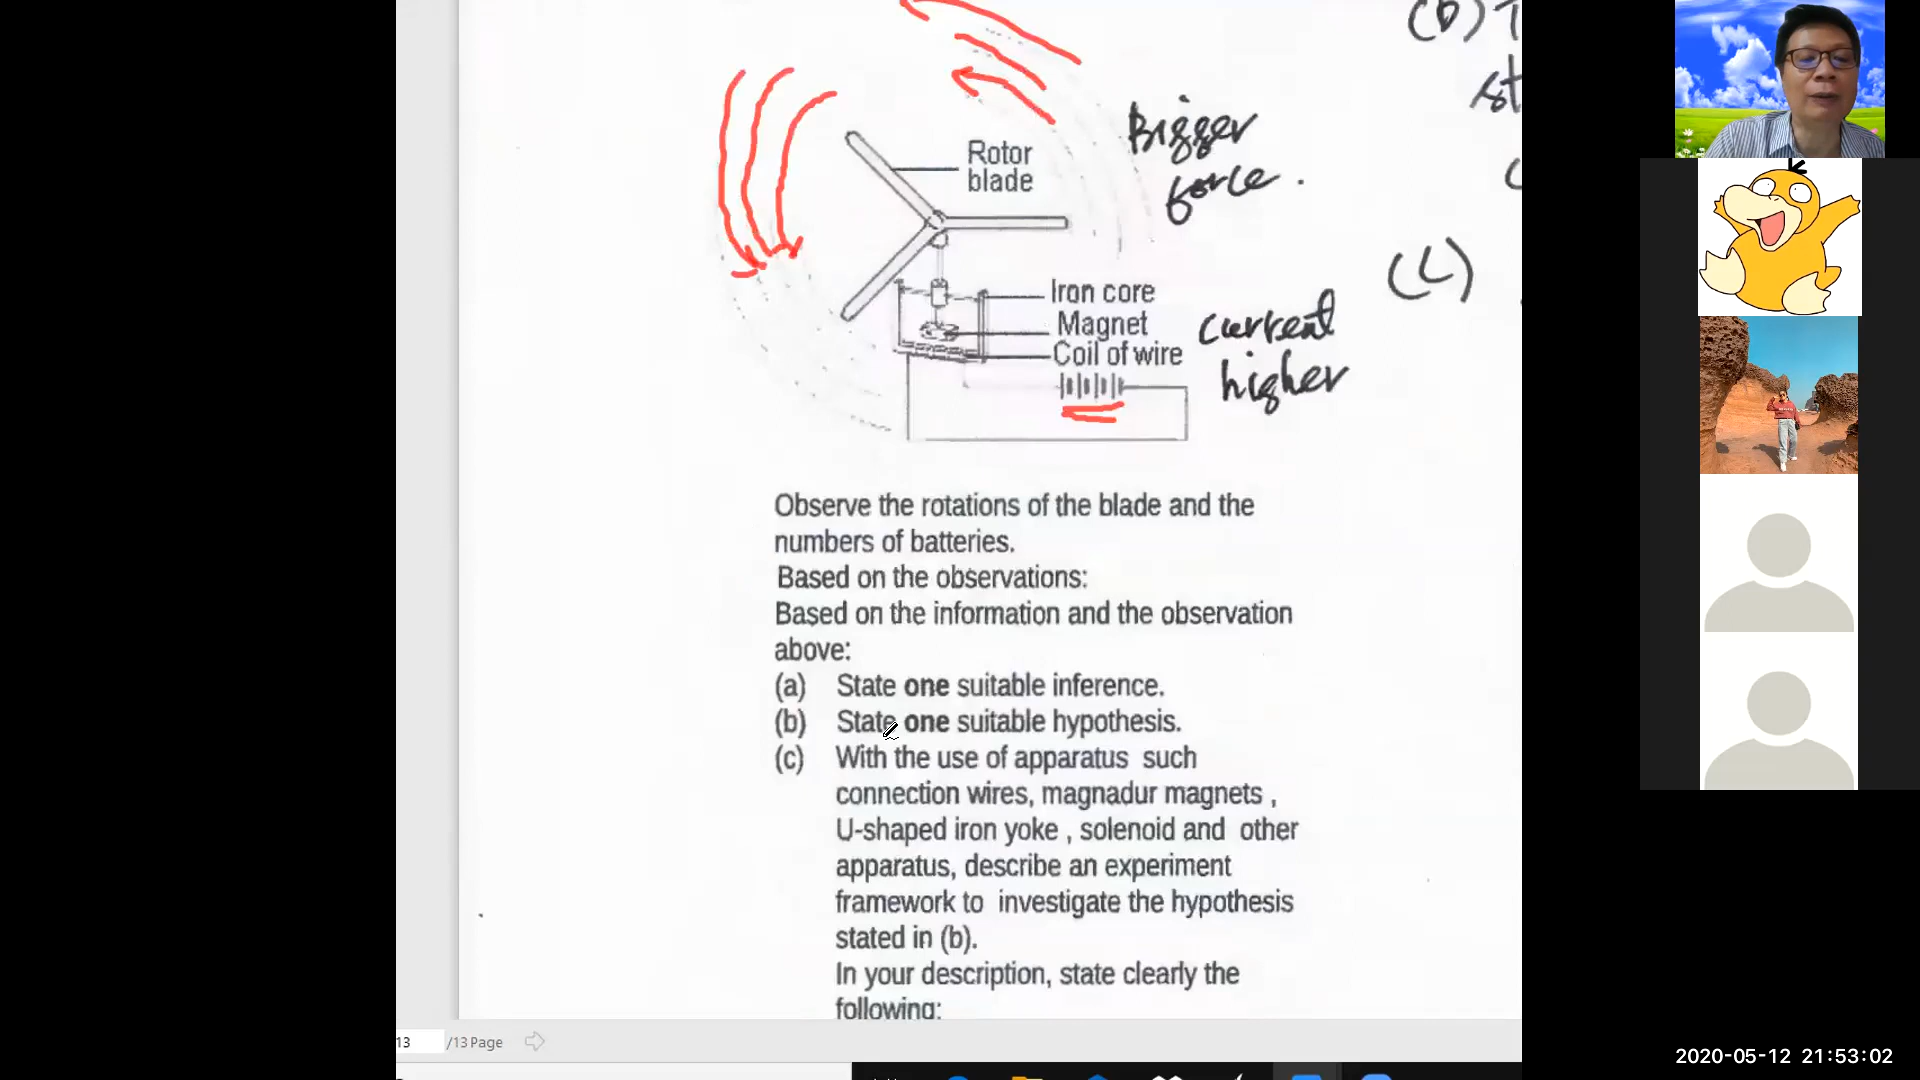 (b) T
st
Bigger
force.
Rotor
blade
(c)
Iron core
Magnet
Coil of wire
current
higher
Observe the rotations of the blade and the
numbers of batteries.
Based on the observations:
Based on the information and the observation
above:
(a) State one suitable inference.
(b) State one suitable hypothesis.
(c) With the use of apparatus such
connection wires, magnadur magnets ,
U-shaped iron yoke , solenoid and other
apparatus, describe an experiment
framework to investigate the hypothesis
stated in (b).
In your description, state clearly the
following:
13 /13 Page
2020-05-12 21:53:02